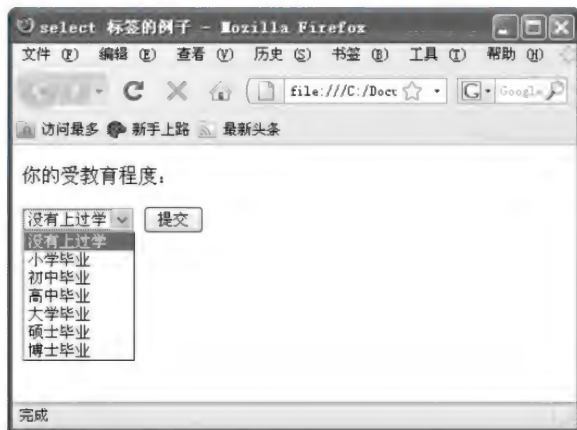 select 标签的例子 - Mozilla Firefox
文件 (F) 编辑 (E) 查看 (V) 历史 (S) 书签 (B) 工具 (T) 帮助 (H)
file:///C:/Doct Google
访问最多 新手上路 最新头条
你的受教育程度：
没有上过学 提交
没有上过学
小学毕业
初中毕业
高中毕业
大学毕业
硕士毕业
博士毕业
完成